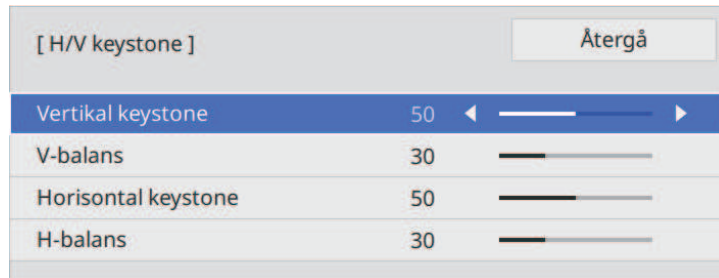 [ H/V keystone ]
Återgå
Vertikal keystone 50
V-balans 30
Horisontal keystone 50
H-balans 30